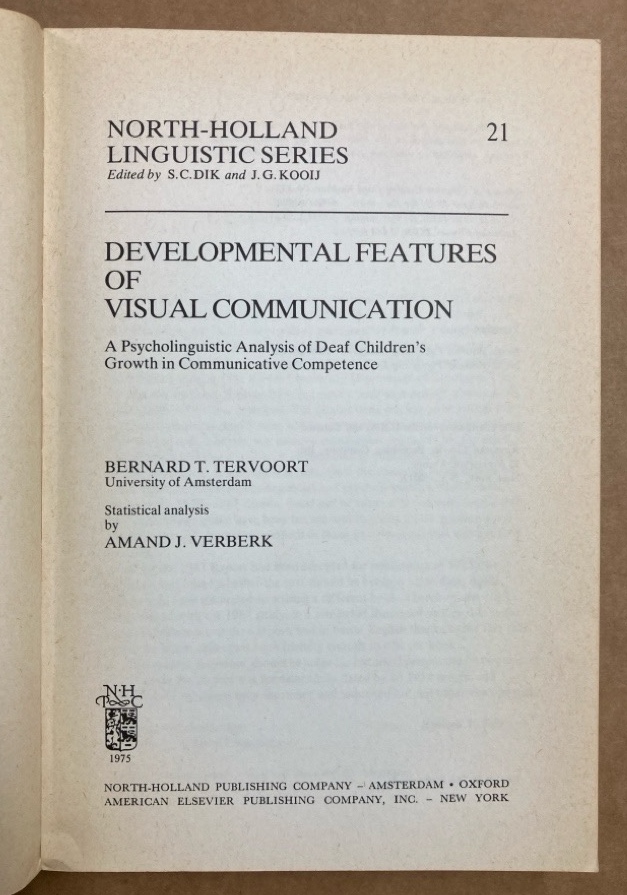 NORTH-HOLLAND 21
LINGUISTIC SERIES
Edited by S.C. DIK and J.G. KOOIJ
DEVELOPMENTAL FEATURES
OF
VISUAL COMMUNICATION
A Psycholinguistic Analysis of Deaf Children's
Growth in Communicative Competence
BERNARD T. TERVOORT
University of Amsterdam
Statistical analysis
by
AMAND J. VERBERK
N·H
P C
1975
NORTH-HOLLAND PUBLISHING COMPANY – AMSTERDAM • OXFORD
AMERICAN ELSEVIER PUBLISHING COMPANY, INC. – NEW YORK